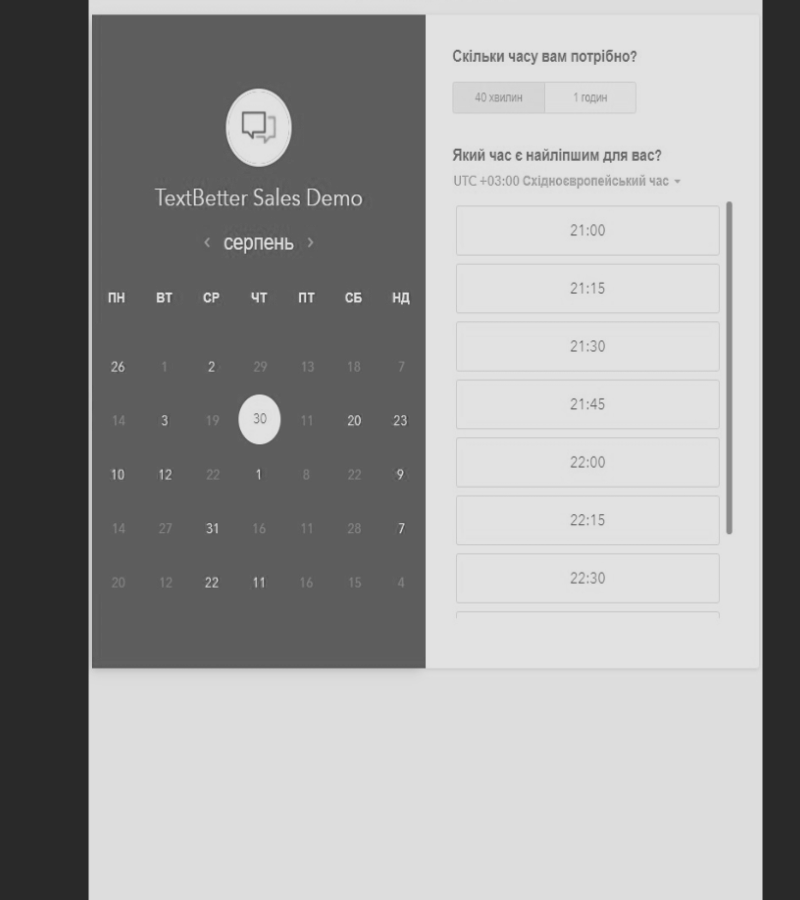 TextBetter Sales Demo
‹ серпень ›
ПН ВТ СР ЧТ ПТ СБ НД
26 1 2 29 13 18 7
14 3 19 30 11 20 23
10 12 22 1 8 22 9
14 27 31 16 11 28 7
20 12 22 11 16 15 4
Скільки часу вам потрібно?
40 хвилин 1 годин
Який час є найліпшим для вас?
UTC +03:00 Східноєвропейський час
21:00
21:15
21:30
21:45
22:00
22:15
22:30